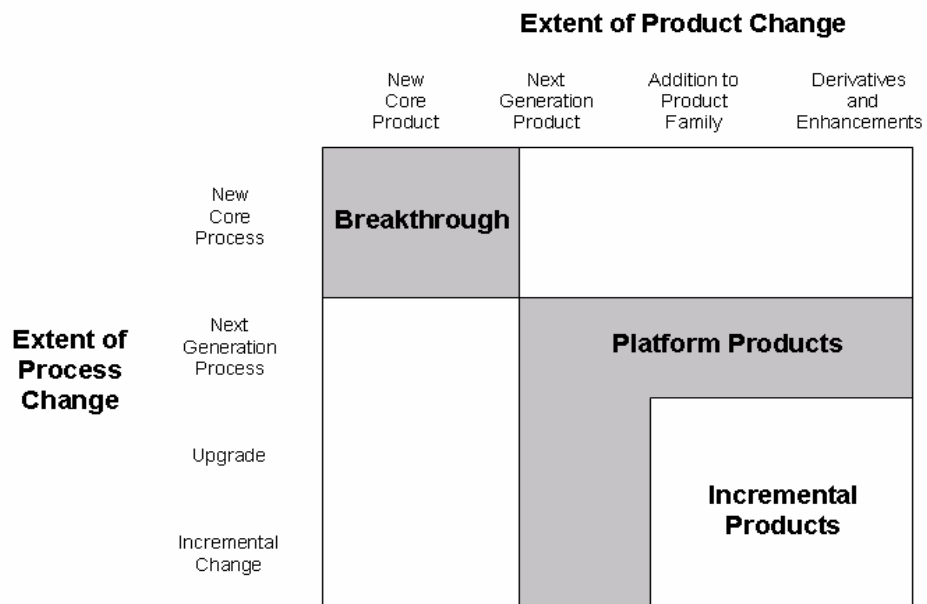 Extent of Product Change
New
Core
Product
Next
Generation
Product
Addition to
Product
Family
Derivatives
and
Enhancements
New
Core
Process
Breakthrough
Extent of
Process
Change
Next
Generation
Process
Platform Products
Upgrade
Incremental
Products
Incremental
Change